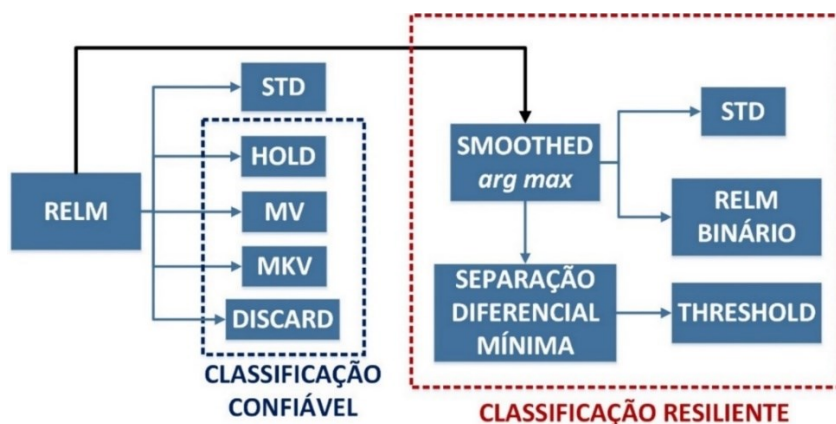 RELM
STD
HOLD
MV
MKV
DISCARD
CLASSIFICAÇÃO
CONFIÁVEL
SMOOTHED
arg max
STD
RELM
BINÁRIO
SEPARAÇÃO
DIFERENCIAL
MÍNIMA
THRESHOLD
CLASSIFICAÇÃO RESILIENTE